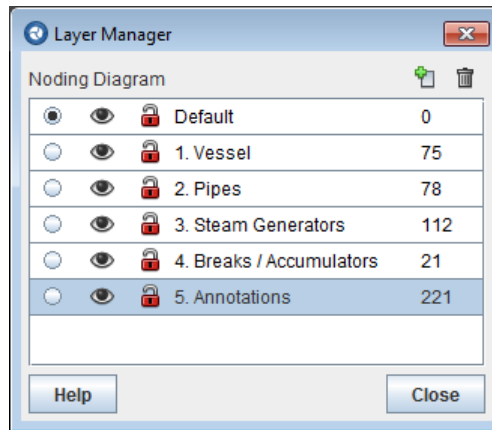 Layer Manager
Noding Diagram
Default 0
1. Vessel 75
2. Pipes 78
3. Steam Generators 112
4. Breaks / Accumulators 21
5. Annotations 221
Help Close